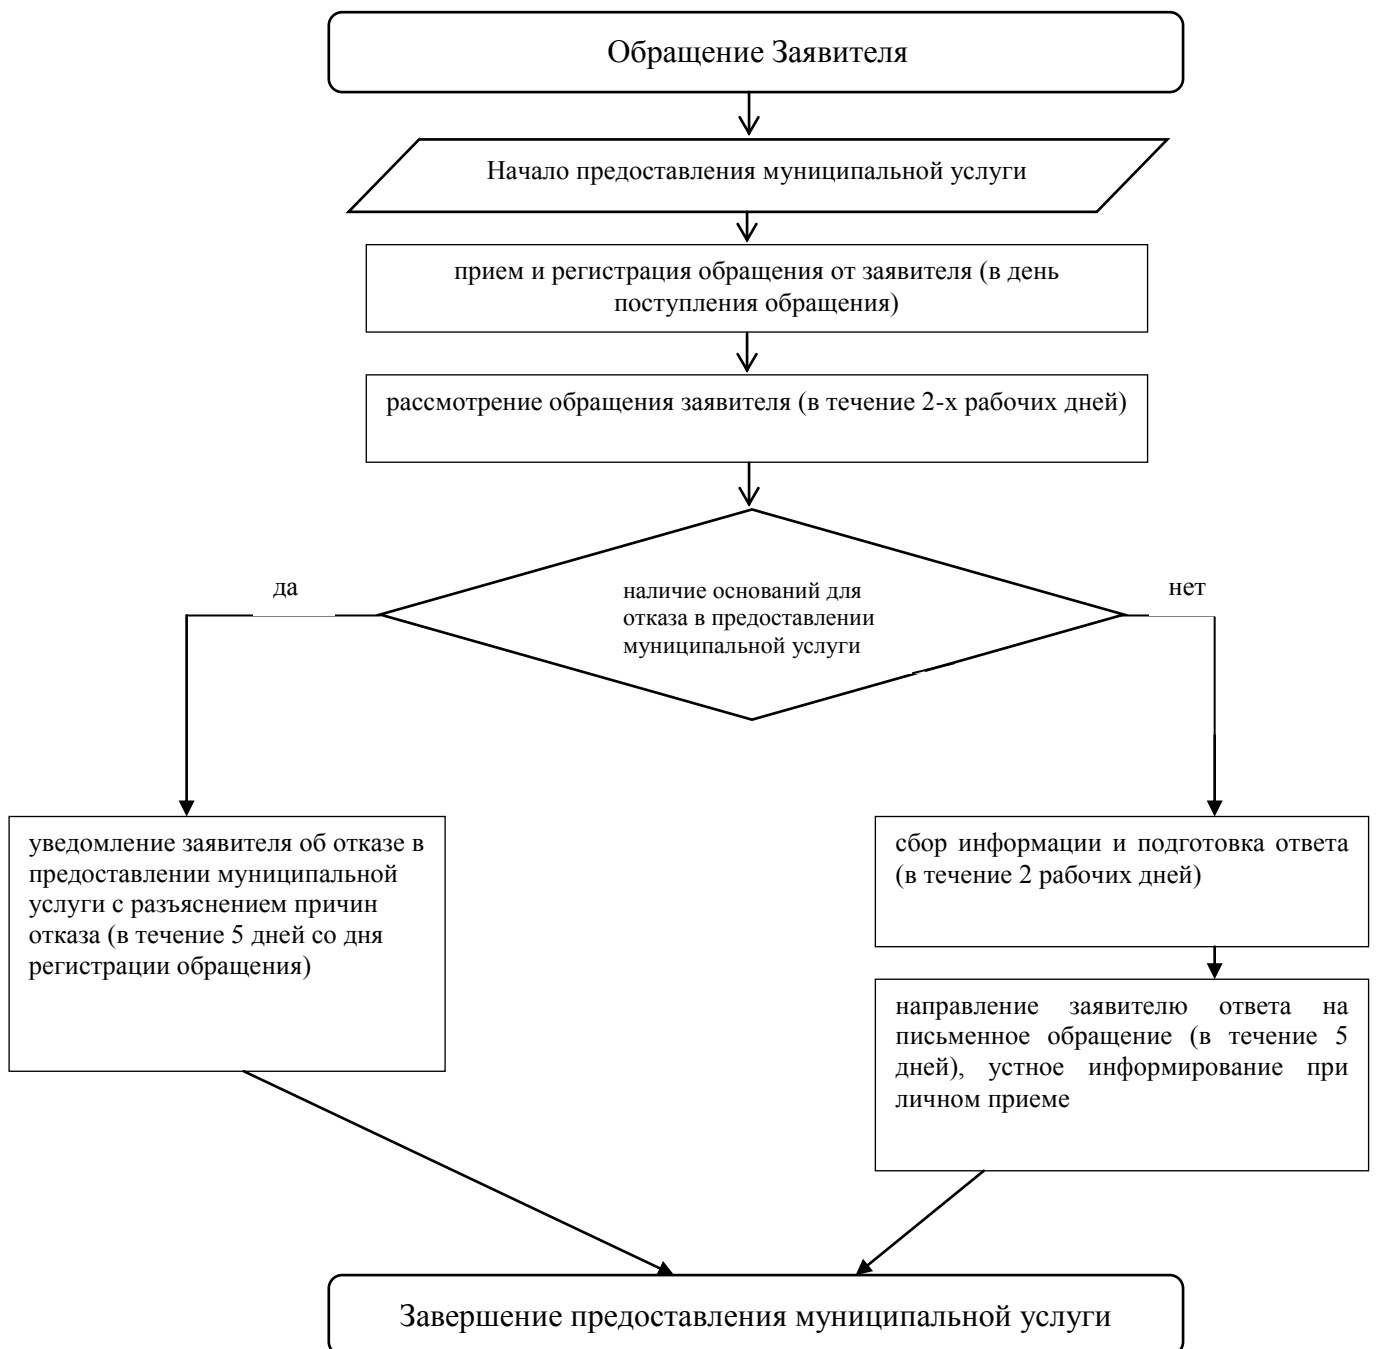 Обращение Заявителя
Начало предоставления муниципальной услуги
прием и регистрация обращения от заявителя (в день
поступления обращения)
рассмотрение обращения заявителя (в течение 2-х рабочих дней)
да
нет
наличие оснований для
отказа в предоставлении
муниципальной услуги
уведомление заявителя об отказе в
предоставлении муниципальной
услуги с разъяснением причин
отказа (в течение 5 дней со дня
регистрации обращения)
сбор информации и подготовка ответа
(в течение 2 рабочих дней)
направление заявителю ответа на
письменное обращение (в течение 5
дней), устное информирование при
личном приеме
Завершение предоставления муниципальной услуги